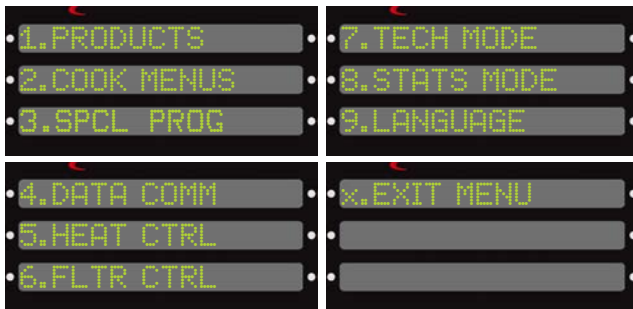 1.PRODUCTS
2.COOK MENUS
3.SPCL PROG
4.DATA COMM
5.HEAT CTRL
6.FLTR CTRL
7.TECH MODE
8.STATS MODE
9.LANGUAGE
x.EXIT MENU